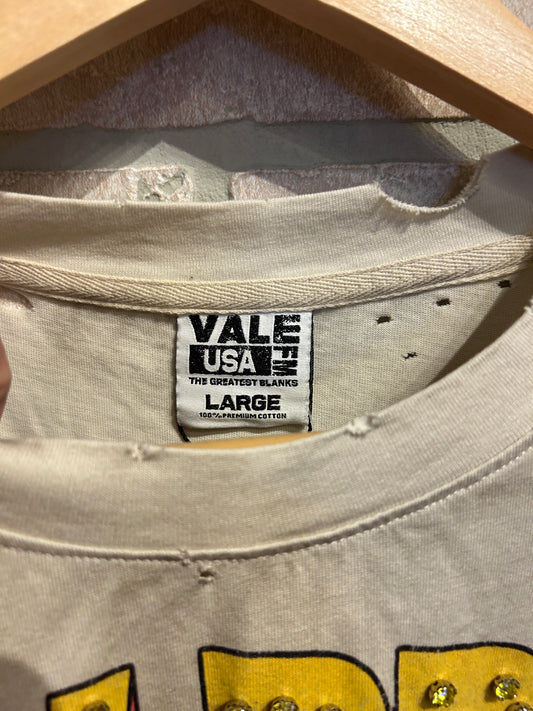 VALE
FM
USA
THE GREATEST BLANKS
LARGE
100% PREMIUM COTTON